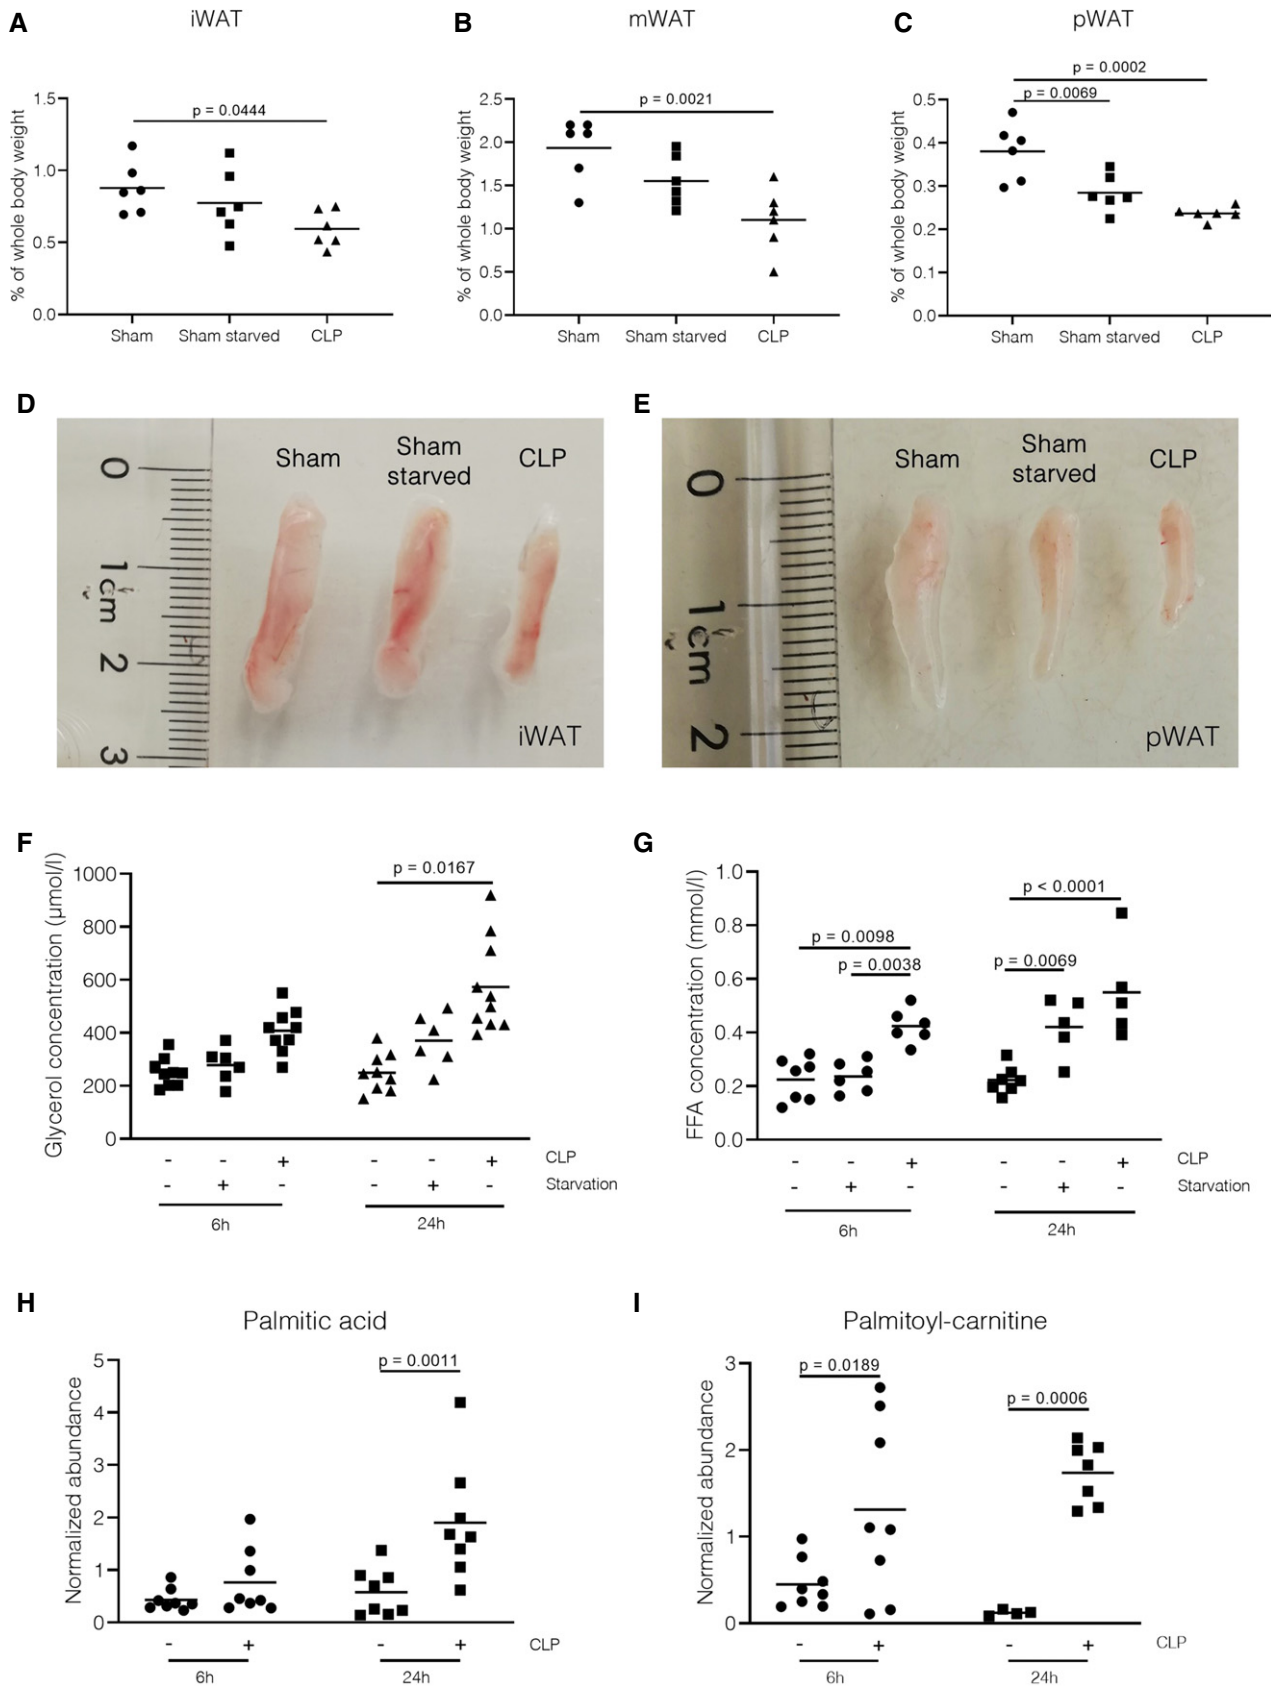 A iWAT
% of whole body weight
1.5
1.0
0.5
0.0
p = 0.0444
Sham Sham starved CLP
B mWAT
% of whole body weight
2.5
2.0
1.5
1.0
0.5
0.0
p = 0.0021
Sham Sham starved CLP
C pWAT
% of whole body weight
0.5
0.4
0.3
0.2
0.1
0.0
p = 0.0002
p = 0.0069
Sham Sham starved CLP
D
0
1cm
2
3
Sham
Sham
starved
CLP
iWAT
E
0
1cm
2
Sham
Sham
starved
CLP
pWAT
F
Glycerol concentration (µmol/l)
1000
800
600
400
200
0
p = 0.0167
- - + - - + CLP
- + - - + - Starvation
6h 24h
G
FFA concentration (mmol/l)
1.0
0.8
0.6
0.4
0.2
0.0
p = 0.0098
p = 0.0038
p < 0.0001
p = 0.0069
- - + - - + CLP
- + - - + - Starvation
6h 24h
H Palmitic acid
Normalized abundance
5
4
3
2
1
0
p = 0.0011
- + - + CLP
6h 24h
I Palmitoyl-carnitine
Normalized abundance
3
2
1
0
p = 0.0189
p = 0.0006
- + - + CLP
6h 24h